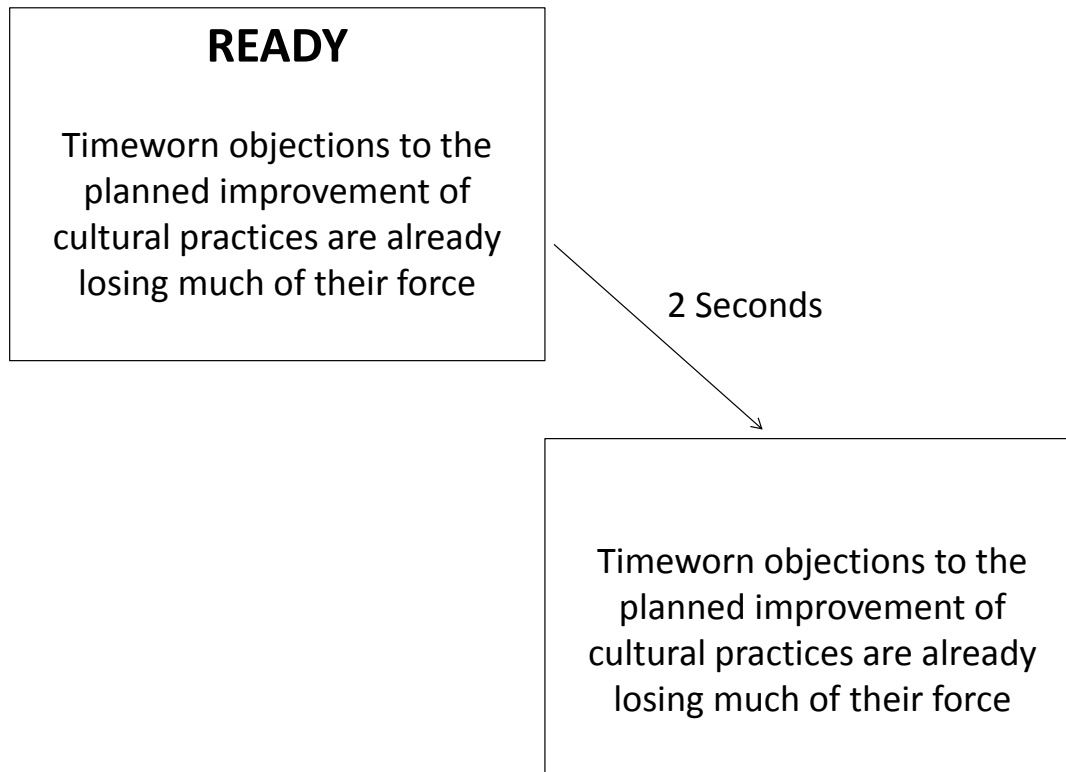 READY
Timeworn objections to the
planned improvement of
cultural practices are already
losing much of their force
2 Seconds
Timeworn objections to the
planned improvement of
cultural practices are already
losing much of their force